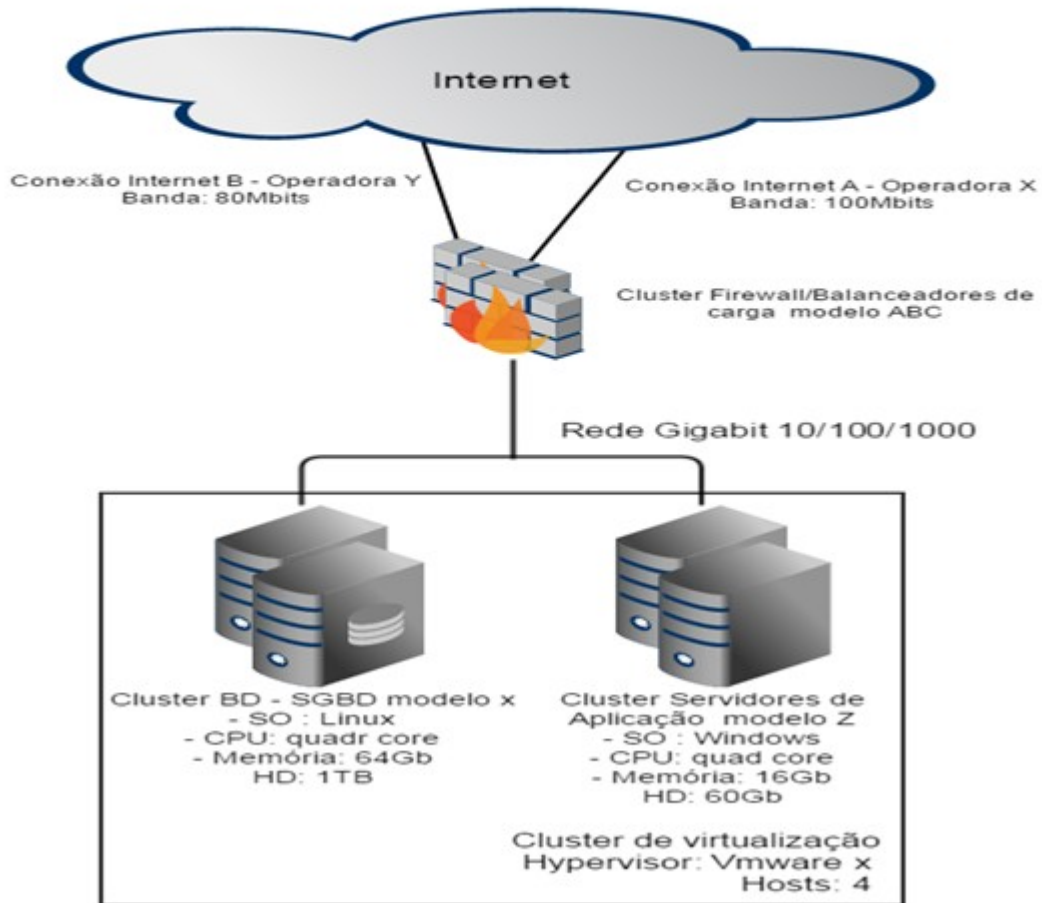 Internet
Conexão Internet B - Operadora Y
Banda: 80Mbits
Conexão Internet A - Operadora X
Banda: 100Mbits
Cluster Firewall/Balanceadores de
carga modelo ABC
Rede Gigabit 10/100/1000
Cluster BD - SGBD modelo x
- SO : Linux
- CPU: quadr core
- Memória: 64Gb
HD: 1TB
Cluster Servidores de
Aplicação modelo Z
- SO : Windows
- CPU: quad core
- Memória: 16Gb
HD: 60Gb
Cluster de virtualização
Hypervisor: Vmware x
Hosts: 4